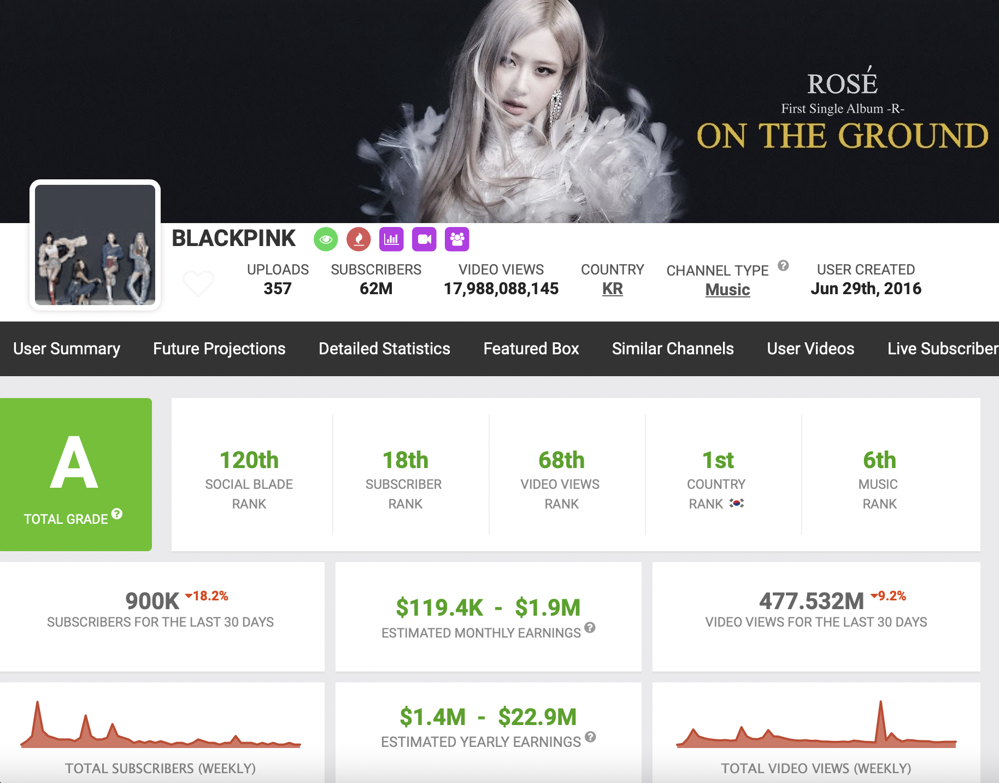 ROSÉ
First Single Album -R-
ON THE GROUND
BLACKPINK
UPLOADS
357
SUBSCRIBERS
62M
VIDEO VIEWS
17,988,088,145
COUNTRY
KR
CHANNEL TYPE
Music
USER CREATED
Jun 29th, 2016
User Summary Future Projections Detailed Statistics Featured Box Similar Channels User Videos Live Subscriber
A
TOTAL GRADE
120th
SOCIAL BLADE
RANK
18th
SUBSCRIBER
RANK
68th
VIDEO VIEWS
RANK
1st
COUNTRY
RANK
6th
MUSIC
RANK
900K 18.2%
SUBSCRIBERS FOR THE LAST 30 DAYS
$119.4K - $1.9M
ESTIMATED MONTHLY EARNINGS
477.532M 9.2%
VIDEO VIEWS FOR THE LAST 30 DAYS
TOTAL SUBSCRIBERS (WEEKLY)
$1.4M - $22.9M
ESTIMATED YEARLY EARNINGS
TOTAL VIDEO VIEWS (WEEKLY)